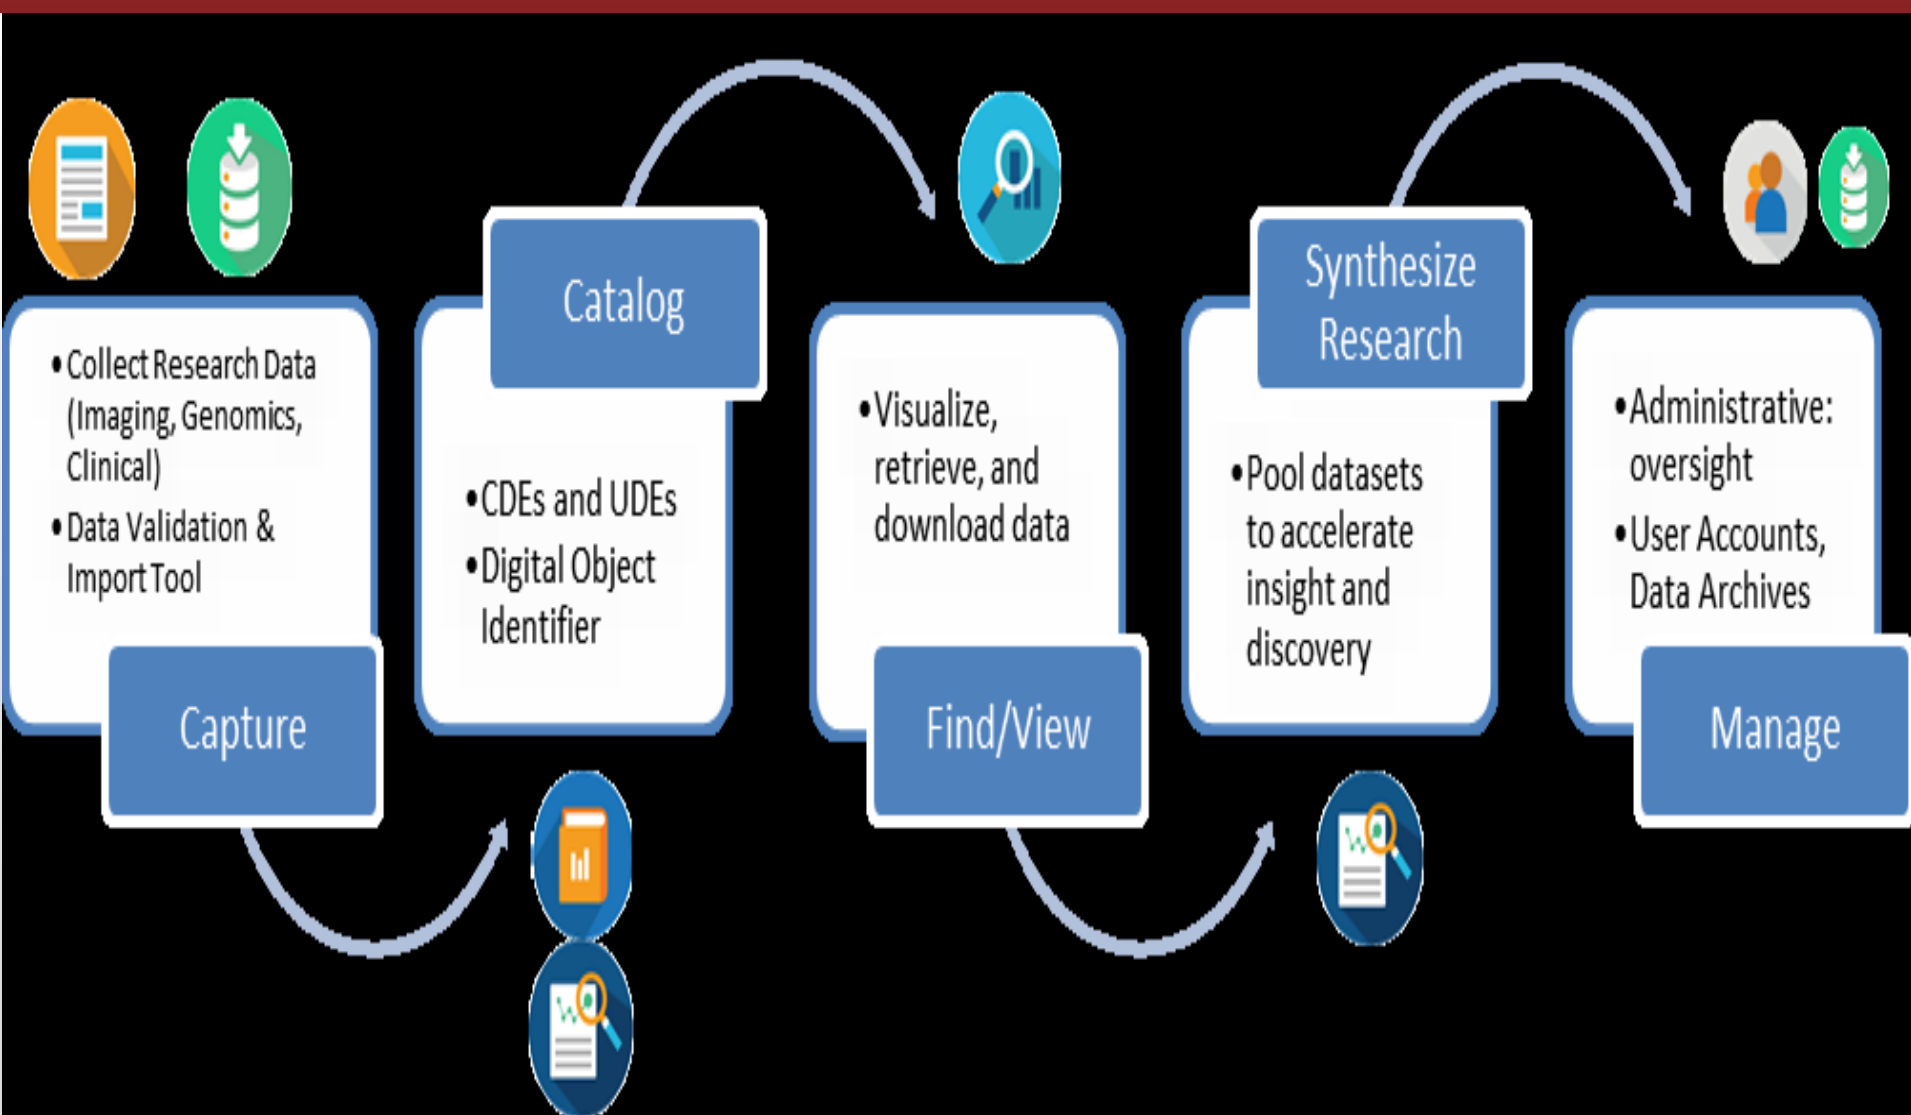 • Collect Research Data
(Imaging, Genomics,
Clinical)
• Data Validation &
Import Tool
Capture
Catalog
• CDEs and UDEs
• Digital Object
Identifier
• Visualize,
retrieve, and
download data
Find/View
Synthesize
Research
• Pool datasets
to accelerate
insight and
discovery
• Administrative:
oversight
• User Accounts,
Data Archives
Manage